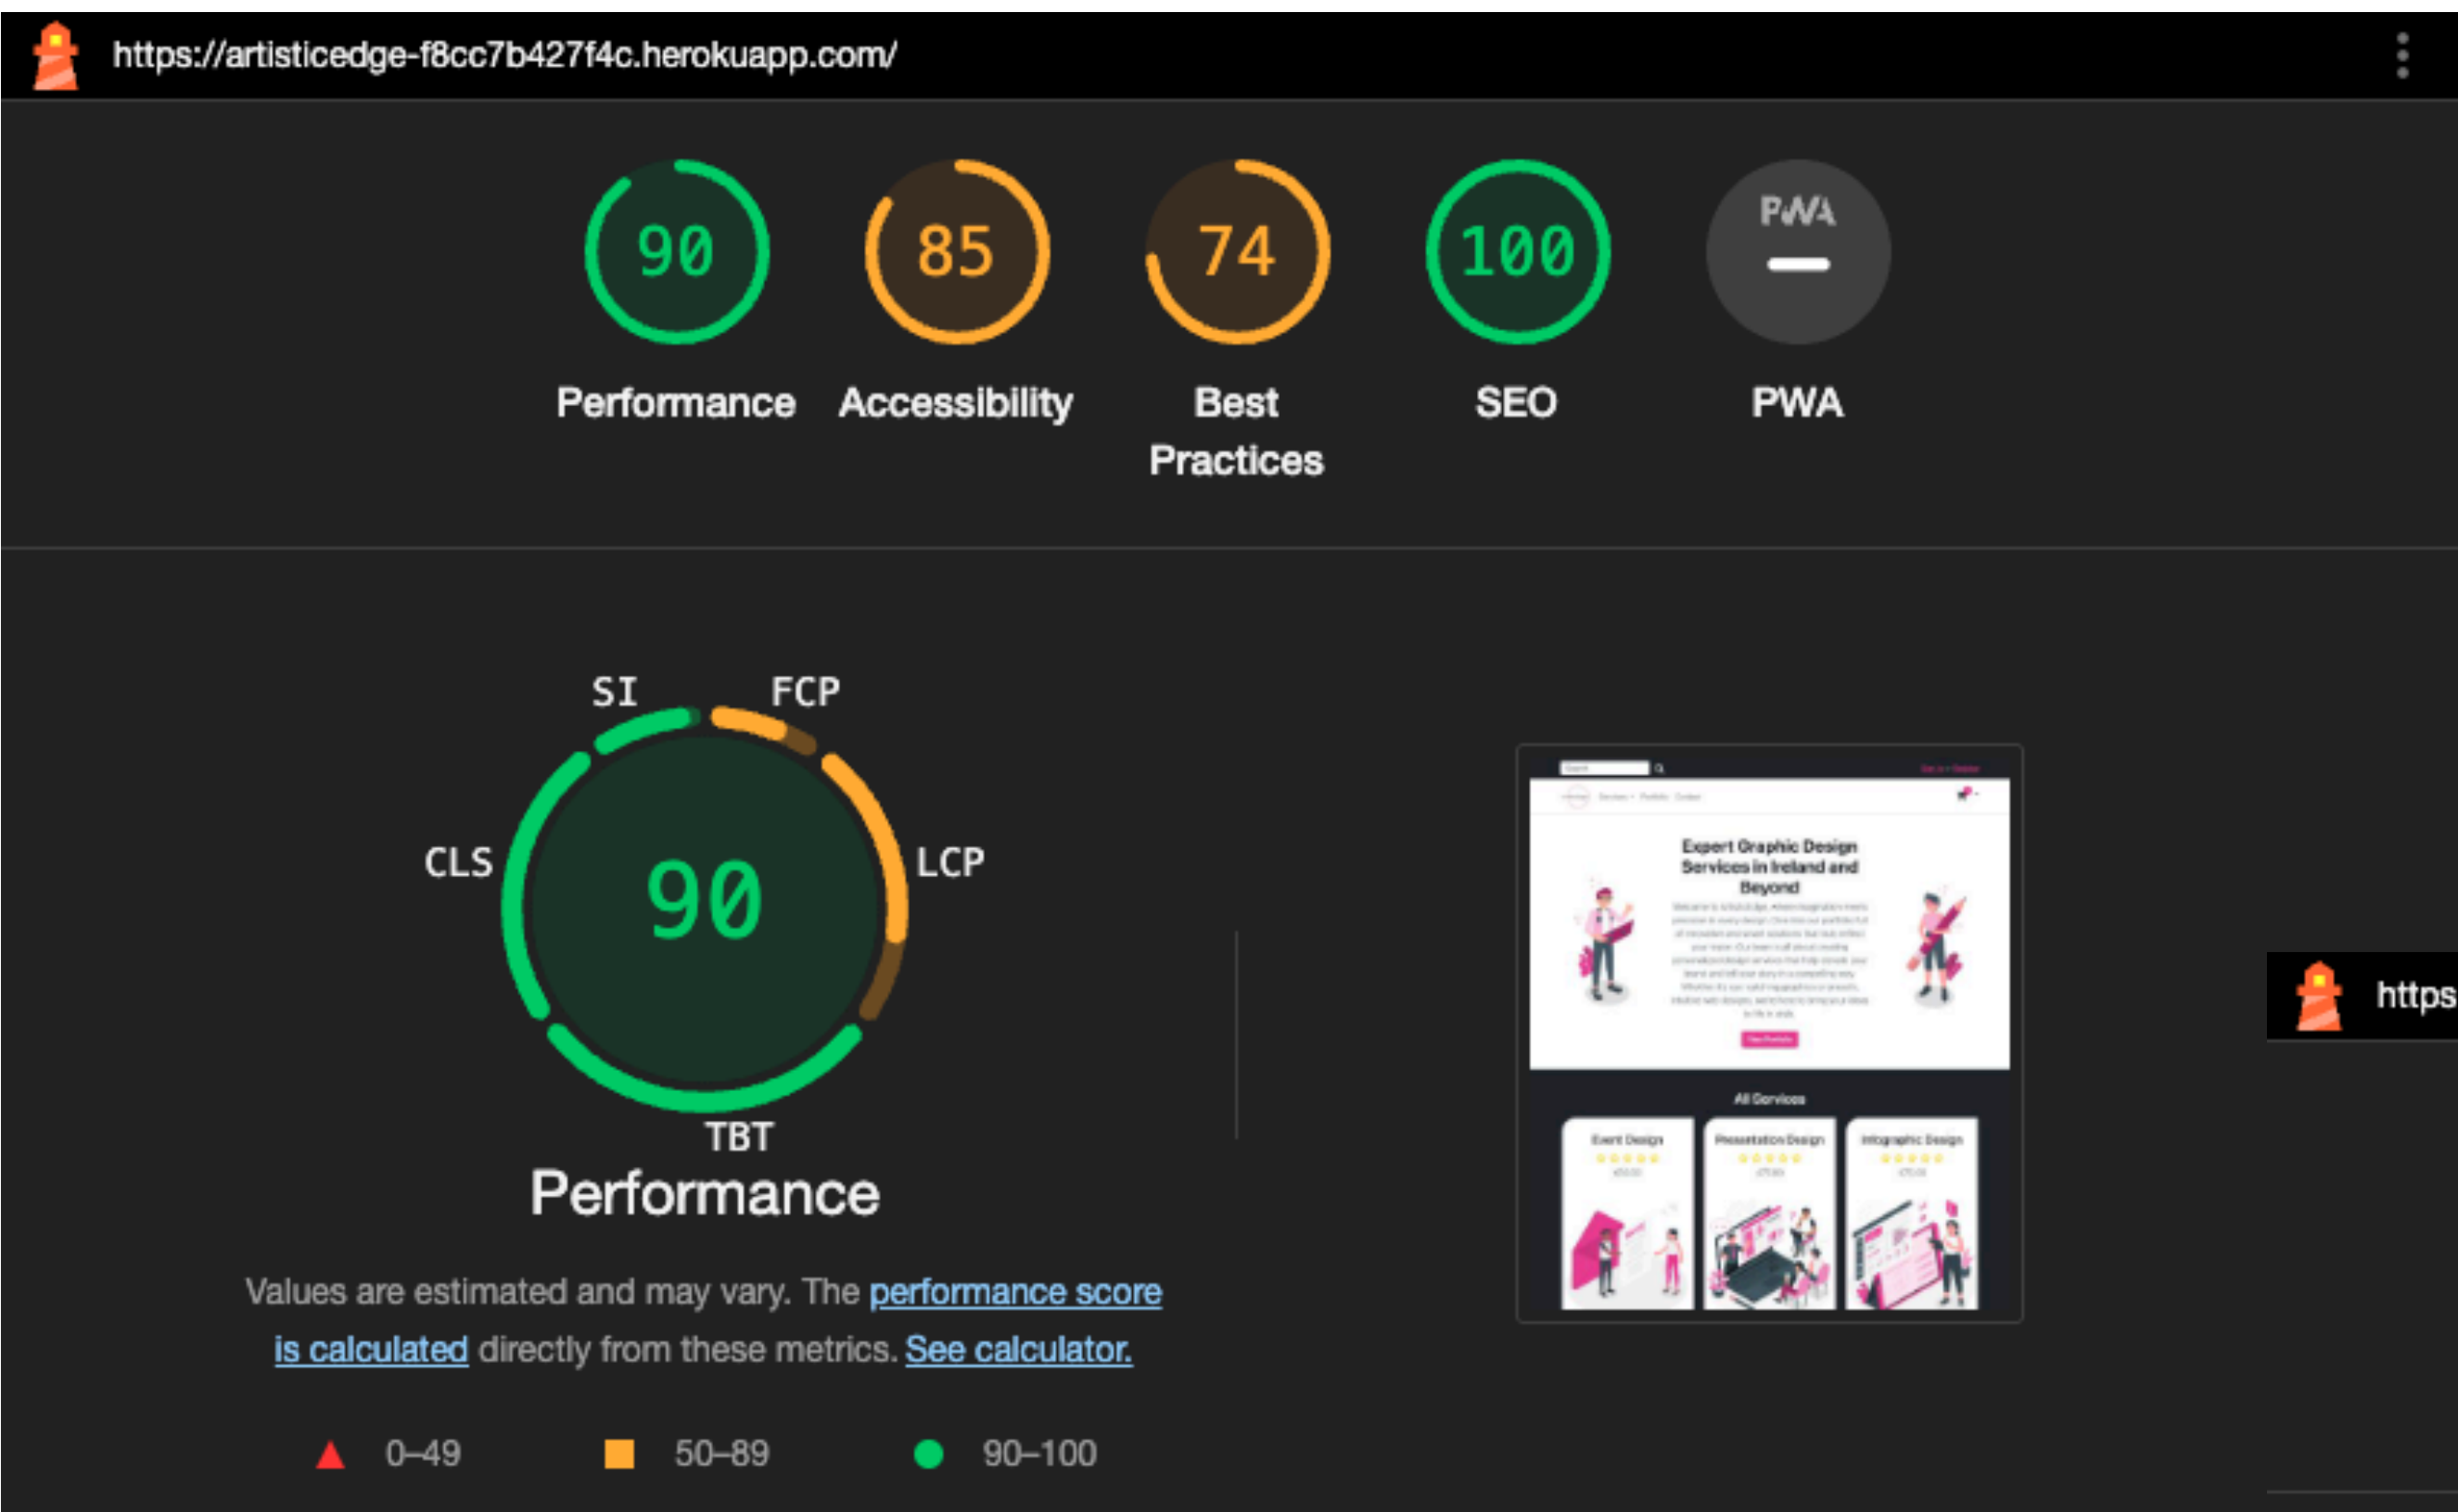 https://artisticedge-f8cc7b427f4c.herokuapp.com/
90
85
74
100
PWA
Performance
Accessibility
Best
Practices
SEO
PWA
SI
FCP
CLS
90
LCP
TBT
Performance
Values are estimated and may vary. The performance score
is calculated directly from these metrics. See calculator.
0–49
50–89
90–100
Expert Graphic Design
Services in Ireland and
Beyond
All Services
Event Design
Presentation Design
Infographic Design
https